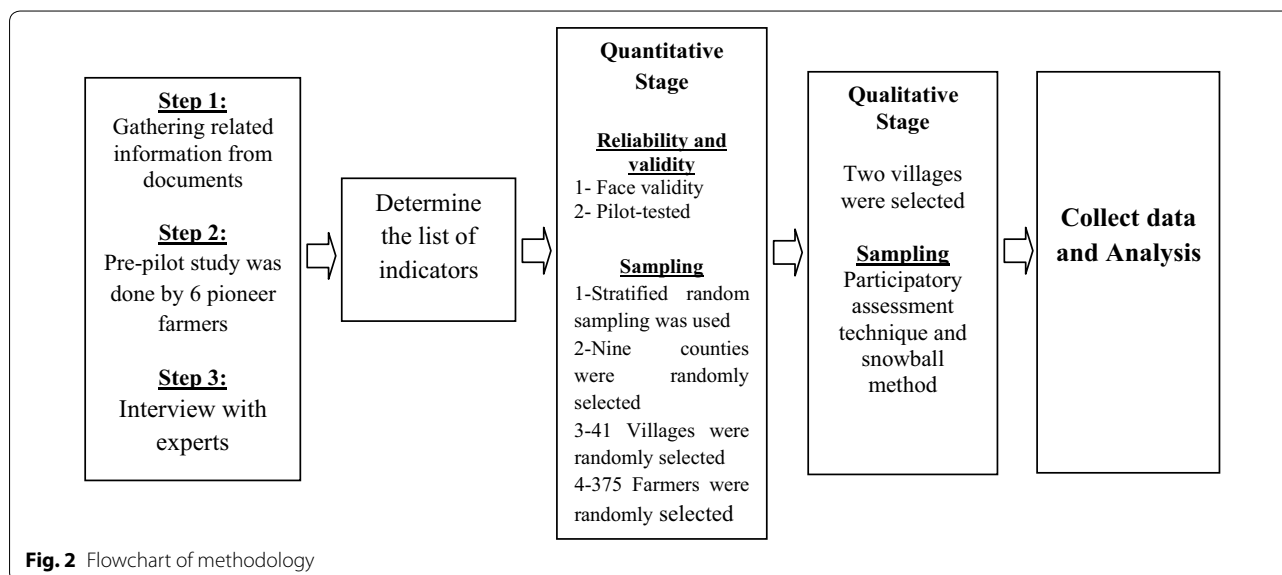 Step 1:
Gathering related
information from
documents
Step 2:
Pre-pilot study was
done by 6 pioneer
farmers
Step 3:
Interview with
experts
Determine
the list of
indicators
Quantitative
Stage
Reliability and
validity
1- Face validity
2- Pilot-tested
Sampling
1-Stratified random
sampling was used
2-Nine counties
were randomly
selected
3-41 Villages were
randomly selected
4-375 Farmers were
randomly selected
Qualitative
Stage
Two villages
were selected
Sampling
Participatory
assessment
technique and
snowball
method
Collect data
and Analysis
Fig. 2 Flowchart of methodology